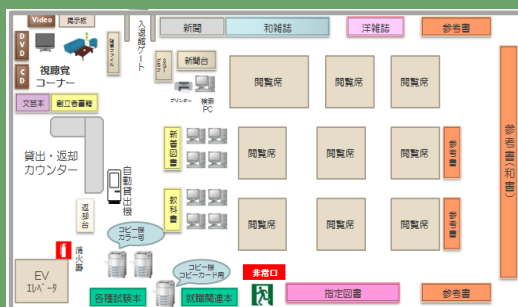 Video
掲示板
DVD
CD
視聴覚
コーナー
文芸本
創立者書籍
入退館ゲート
新聞
和雑誌
洋雑誌
参考書
新聞台
プリンター
検索
PC
閲覧席
閲覧席
閲覧席
貸出・返却
カウンター
自動貸出機
新着図書
閲覧席
閲覧席
閲覧席
参考書
参考書(和書)
教科書
閲覧席
閲覧席
閲覧席
参考書
返却台
消火器
コピー機
カラー可
コピー機
コピーカード用
EV
エレベータ
各種試験本
就職関連本
非常口
指定図書
参考書